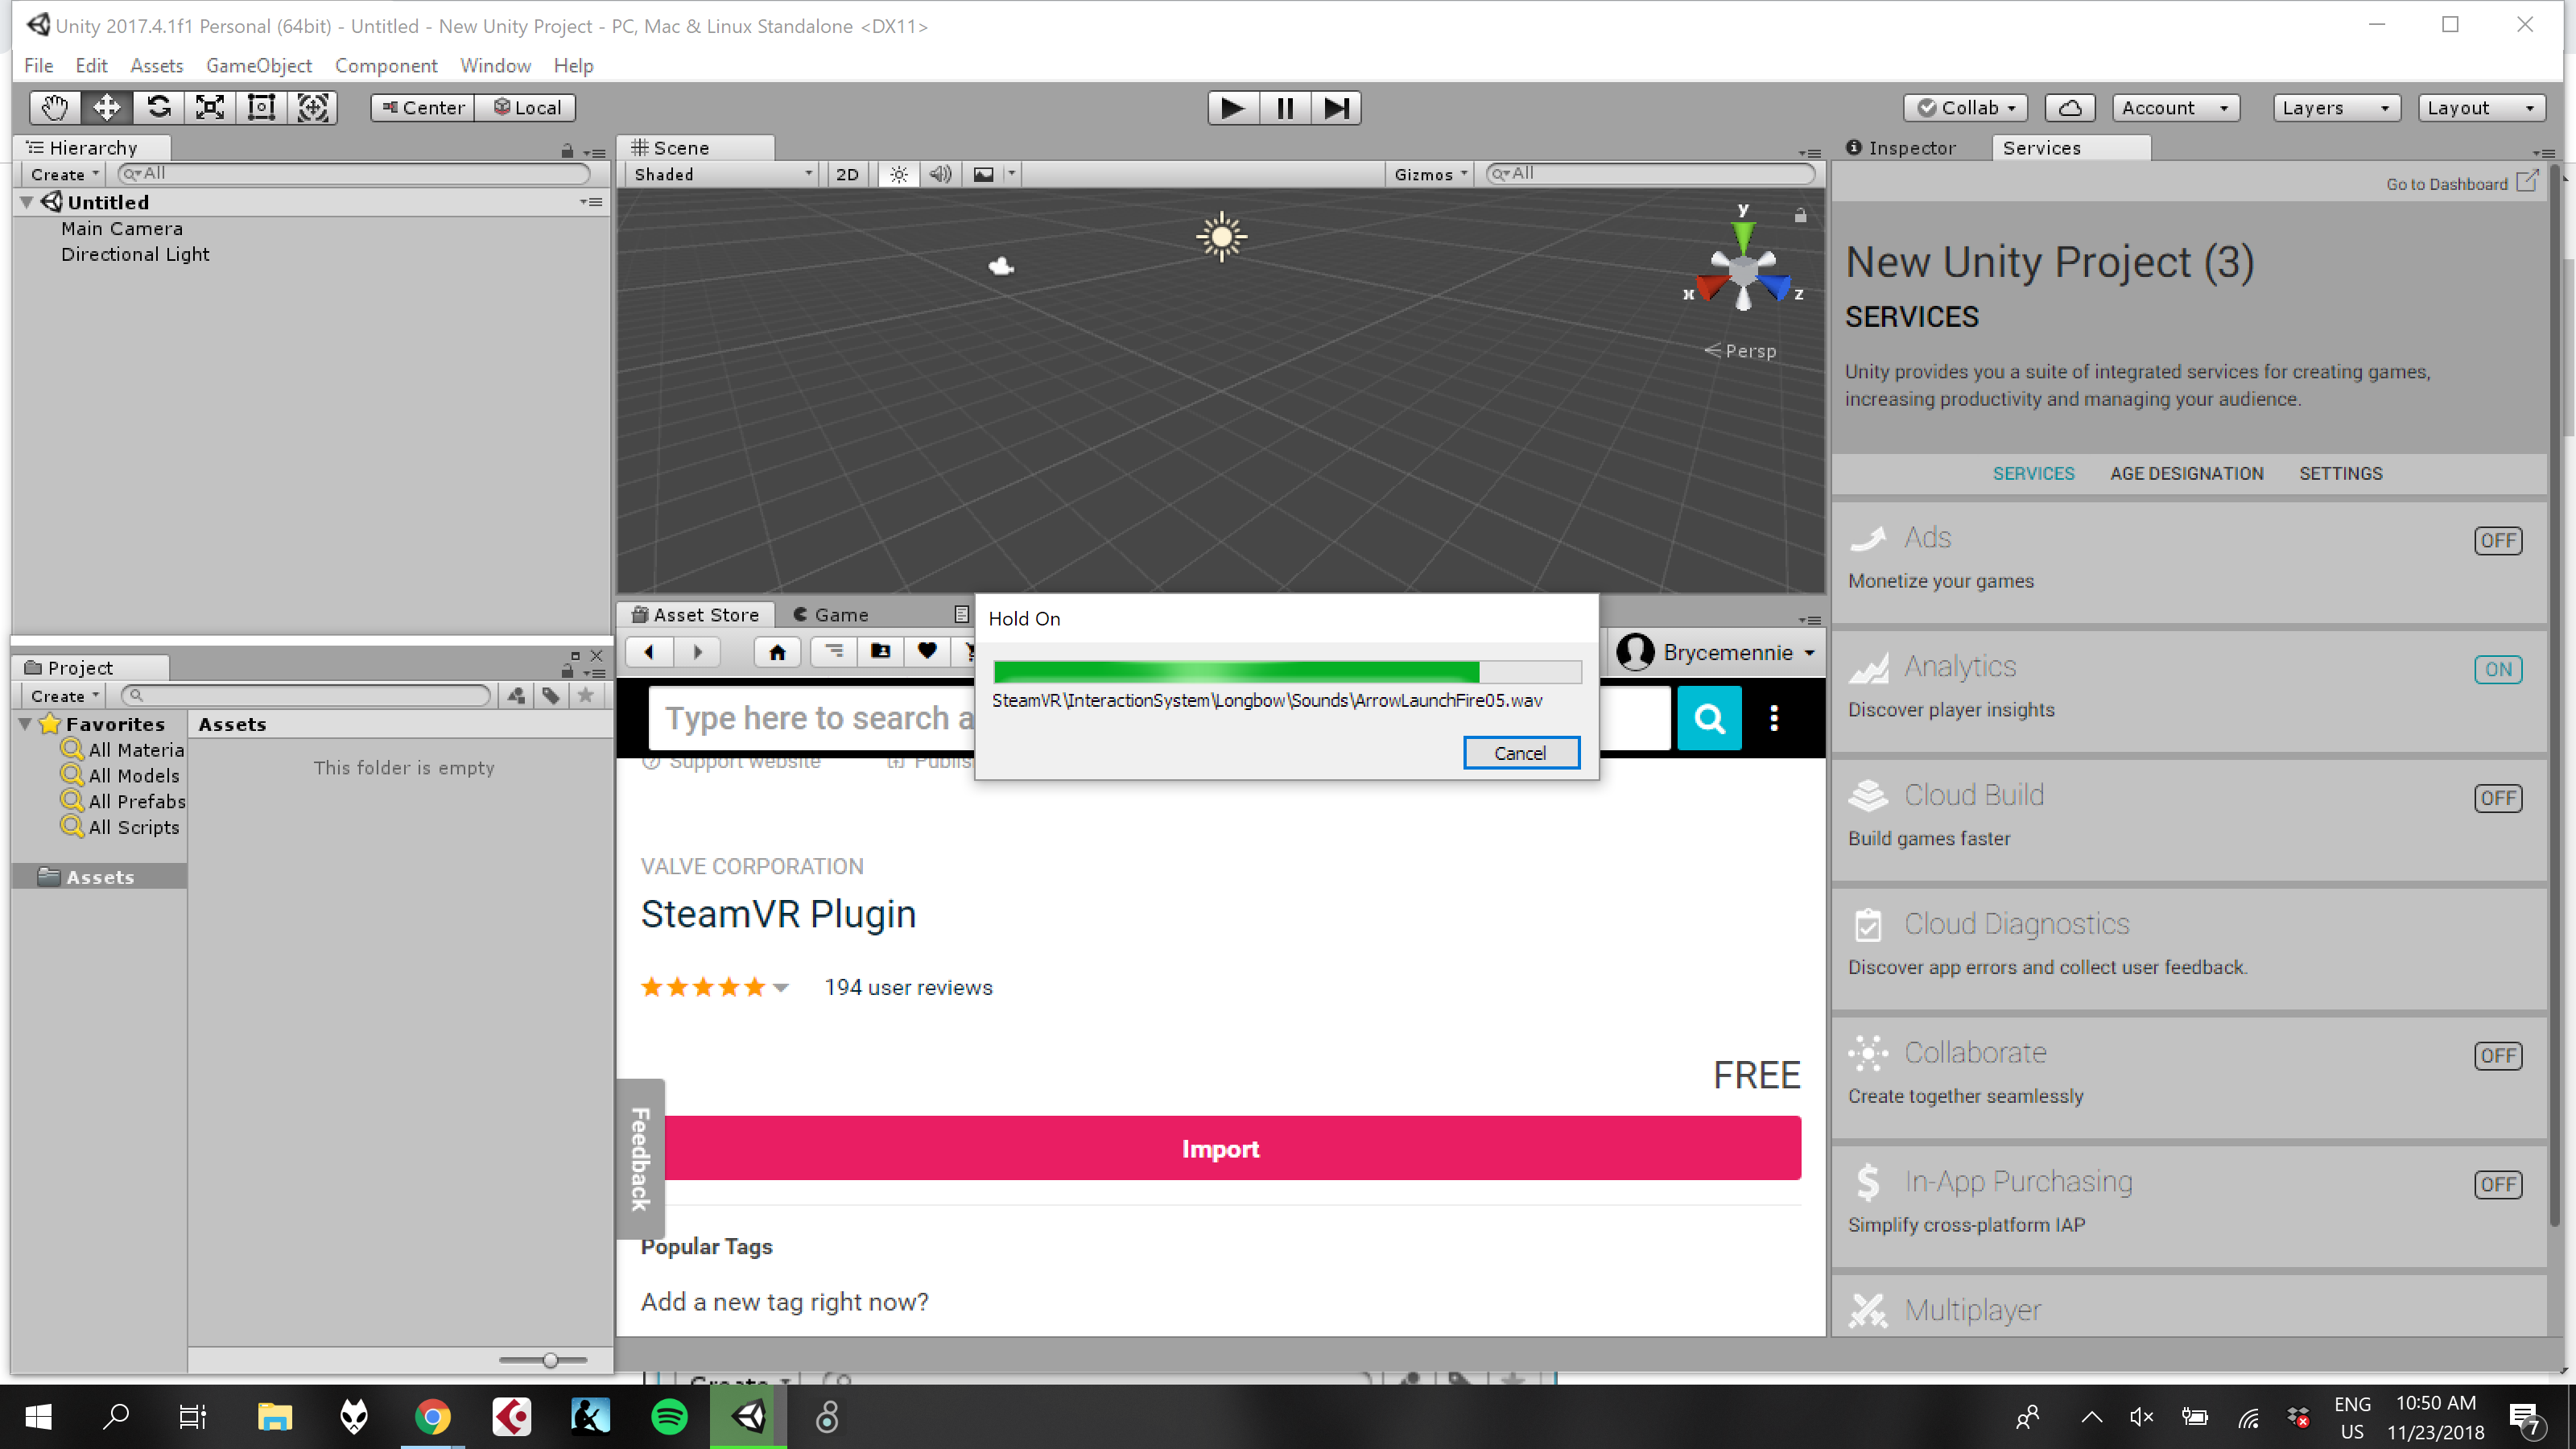 Unity 2017.4.1f1 Personal (64bit) - Untitled - New Unity Project - PC, Mac & Linux Standalone <DX11>
File Edit Assets GameObject Component Window Help
Center Local
Collab Account Layers Layout
Hierarchy
Create All
Untitled
Main Camera
Directional Light
Scene
Shaded 2D Gizmos All
y
x z
Persp
Inspector Services
Go to Dashboard
New Unity Project (3)
SERVICES
Unity provides you a suite of integrated services for creating games,
increasing productivity and managing your audience.
SERVICES AGE DESIGNATION SETTINGS
Ads OFF
Monetize your games
Analytics ON
Discover player insights
Cloud Build OFF
Build games faster
Cloud Diagnostics
Discover app errors and collect user feedback.
Collaborate OFF
Create together seamlessly
In-App Purchasing OFF
Simplify cross-platform IAP
Multiplayer
Project
Create
Favorites
All Materia
All Models
All Prefabs
All Scripts
Assets
Assets
This folder is empty
Asset Store Game
Brycemennie
Type here to search a
Support website Publis
Hold On
SteamVR\InteractionSystem\Longbow\Sounds\ArrowLaunchFire05.wav
Cancel
VALVE CORPORATION
SteamVR Plugin
194 user reviews
FREE
Import
Feedback
Popular Tags
Add a new tag right now?
Create
ENG
US
10:50 AM
11/23/2018
7